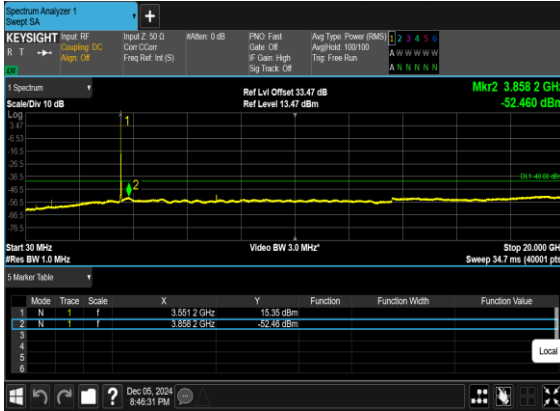 Spectrum Analyzer 1
Swept SA
+
KEYSIGHT
R T
Input: RF
Coupling: DC
Align: Off
Input Z: 50 Ω
Corr CCorr
Freq Ref: Int (S)
#Atten: 0 dB
PNO: Fast
Gate: Off
IF Gain: High
Sig Track: Off
Avg Type: Power (RMS)
Avg|Hold: 100/100
Trig: Free Run
1 2 3 4 5 6
A W W W W W
A N N N N N
1 Spectrum
Scale/Div 10 dB
Ref Lvl Offset 33.47 dB
Ref Level 13.47 dBm
Mkr2 3.858 2 GHz
-52.460 dBm
Log
3.47
-6.53
-16.5
-26.5
-36.5
-46.5
-56.5
-66.5
-76.5
1
2
DL1 -40.00 dBm
Start 30 MHz
#Res BW 1.0 MHz
Video BW 3.0 MHz*
Stop 20.000 GH
Sweep 34.7 ms (40001 pts
5 Marker Table
Mode Trace Scale X Y Function Function Width Function Value
1 N 1 f 3.551 2 GHz 15.35 dBm
2 N 1 f 3.858 2 GHz -52.46 dBm
3
4
5
6
Local
?
Dec 05, 2024
8:46:31 PM